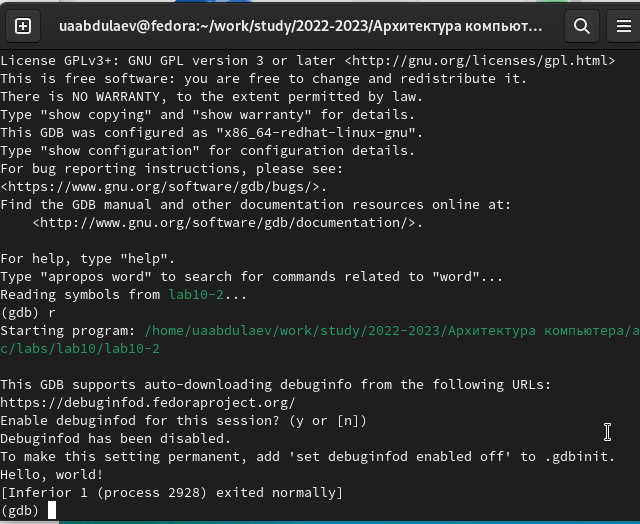 uaabdulaev@fedora:~/work/study/2022-2023/Архитектура компьют...
License GPLv3+: GNU GPL version 3 or later <http://gnu.org/licenses/gpl.html>
This is free software: you are free to change and redistribute it.
There is NO WARRANTY, to the extent permitted by law.
Type "show copying" and "show warranty" for details.
This GDB was configured as "x86_64-redhat-linux-gnu".
Type "show configuration" for configuration details.
For bug reporting instructions, please see:
<https://www.gnu.org/software/gdb/bugs/>.
Find the GDB manual and other documentation resources online at:
    <http://www.gnu.org/software/gdb/documentation/>.

For help, type "help".
Type "apropos word" to search for commands related to "word"...
Reading symbols from lab10-2...
(gdb) r
Starting program: /home/uaabdulaev/work/study/2022-2023/Архитектура компьютера/a
c/labs/lab10/lab10-2

This GDB supports auto-downloading debuginfo from the following URLs:
https://debuginfod.fedoraproject.org/
Enable debuginfod for this session? (y or [n])
Debuginfod has been disabled.
To make this setting permanent, add 'set debuginfod enabled off' to .gdbinit.
Hello, world!
[Inferior 1 (process 2928) exited normally]
(gdb)